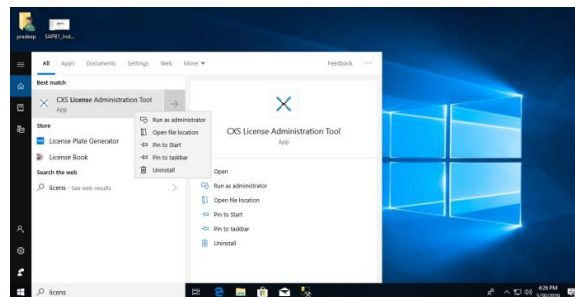 pradeep
SAPB1_Inst...
All Apps Documents Settings Web More Feedback ...
Best match
CXS License Administration Tool
App
Store
License Plate Generator
License Book
Search the web
licens - See web results
Run as administrator
Open file location
Pin to Start
Pin to taskbar
Uninstall
CXS License Administration Tool
App
Open
Run as administrator
Open file location
Pin to Start
Pin to taskbar
Uninstall
licens
4:26 PM
5/30/2019